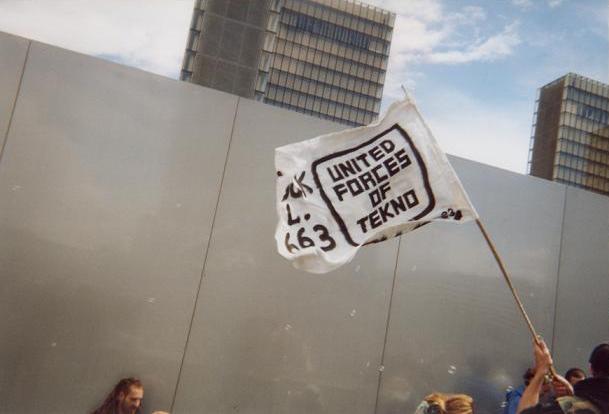 UNITED
FORCES
OF
TEKNO
L.
663